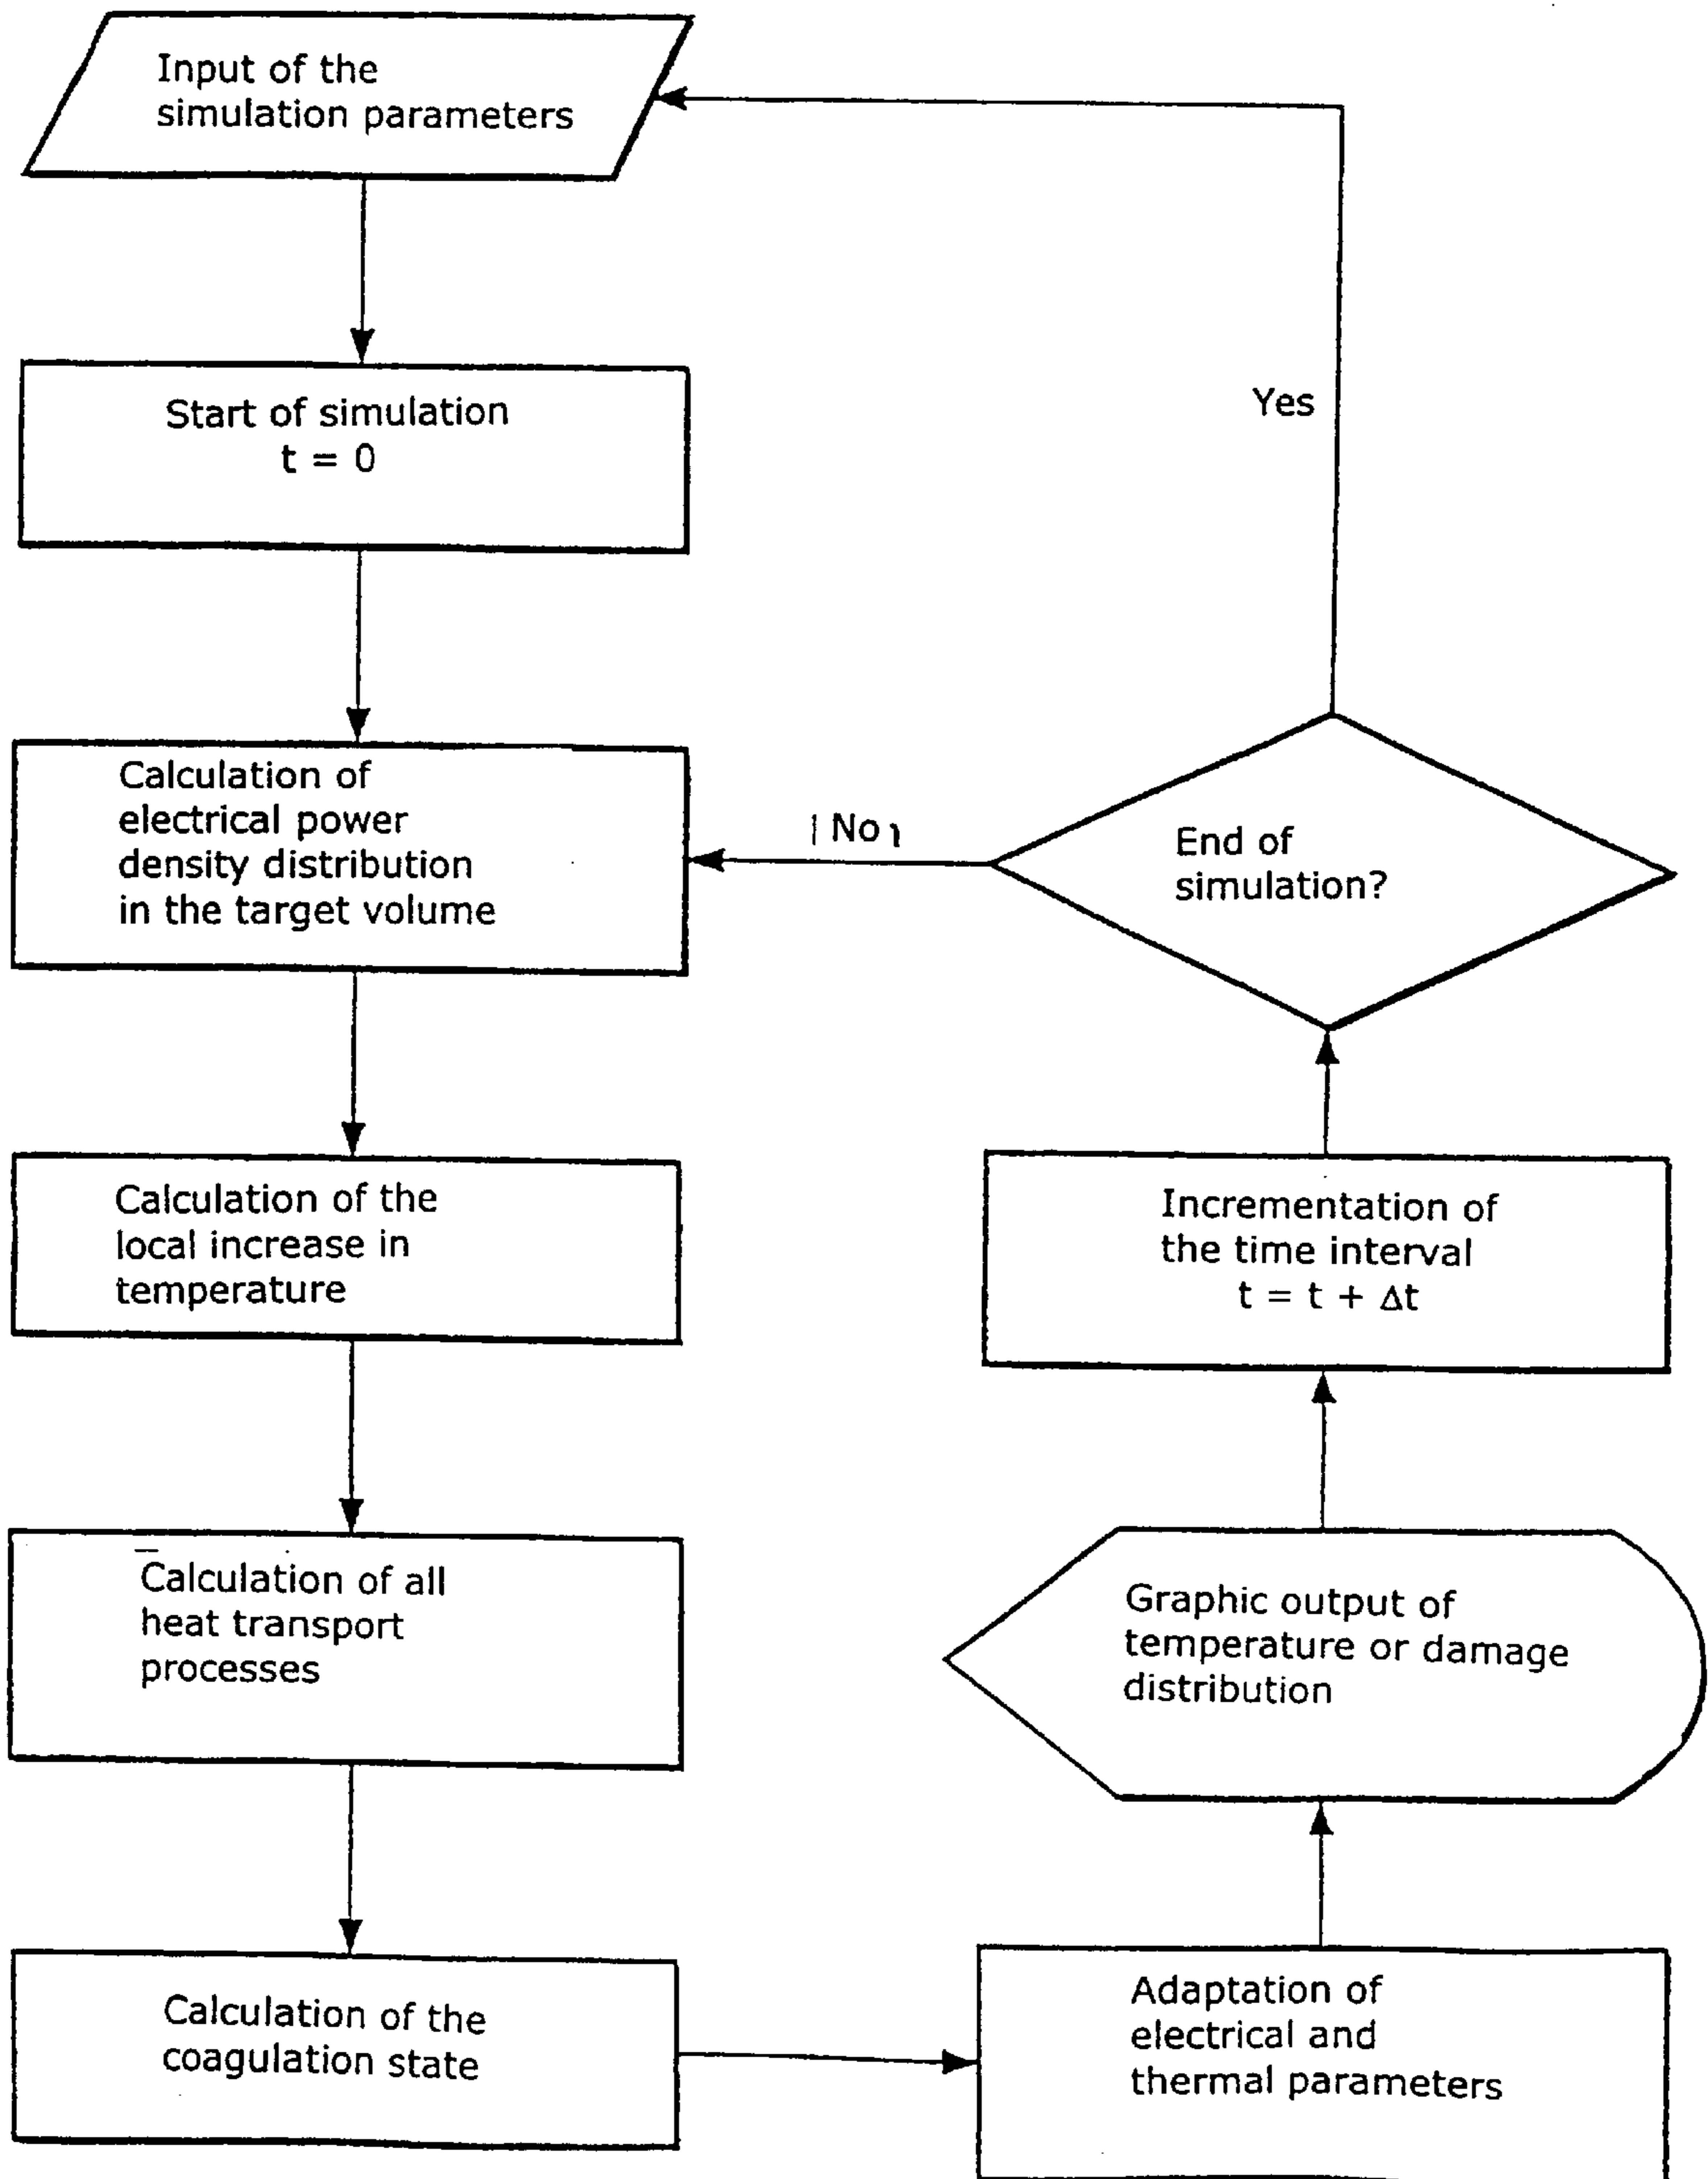 Input of the
simulation parameters
Start of simulation
t = 0
Yes
Calculation of
electrical power
density distribution
in the target volume
No
End of
simulation?
Calculation of the
local increase in
temperature
Incrementation of
the time interval
t = t + Δt
Calculation of all
heat transport
processes
Graphic output of
temperature or damage
distribution
Calculation of the
coagulation state
Adaptation of
electrical and
thermal parameters